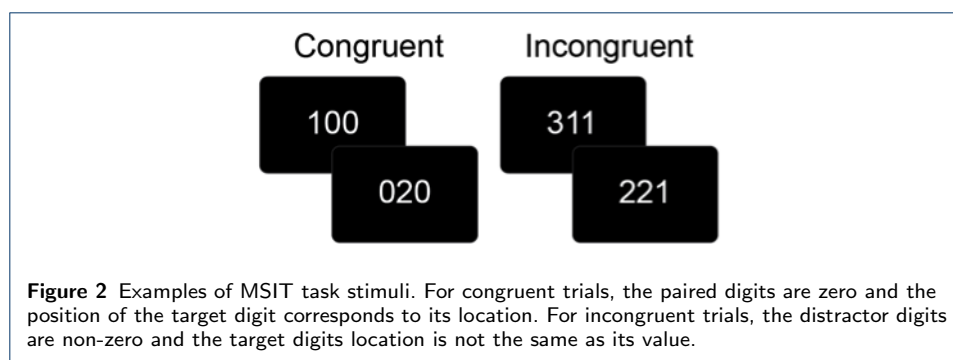 Congruent Incongruent
100 311
020 221
Figure 2 Examples of MSIT task stimuli. For congruent trials, the paired digits are zero and the
position of the target digit corresponds to its location. For incongruent trials, the distractor digits
are non-zero and the target digits location is not the same as its value.